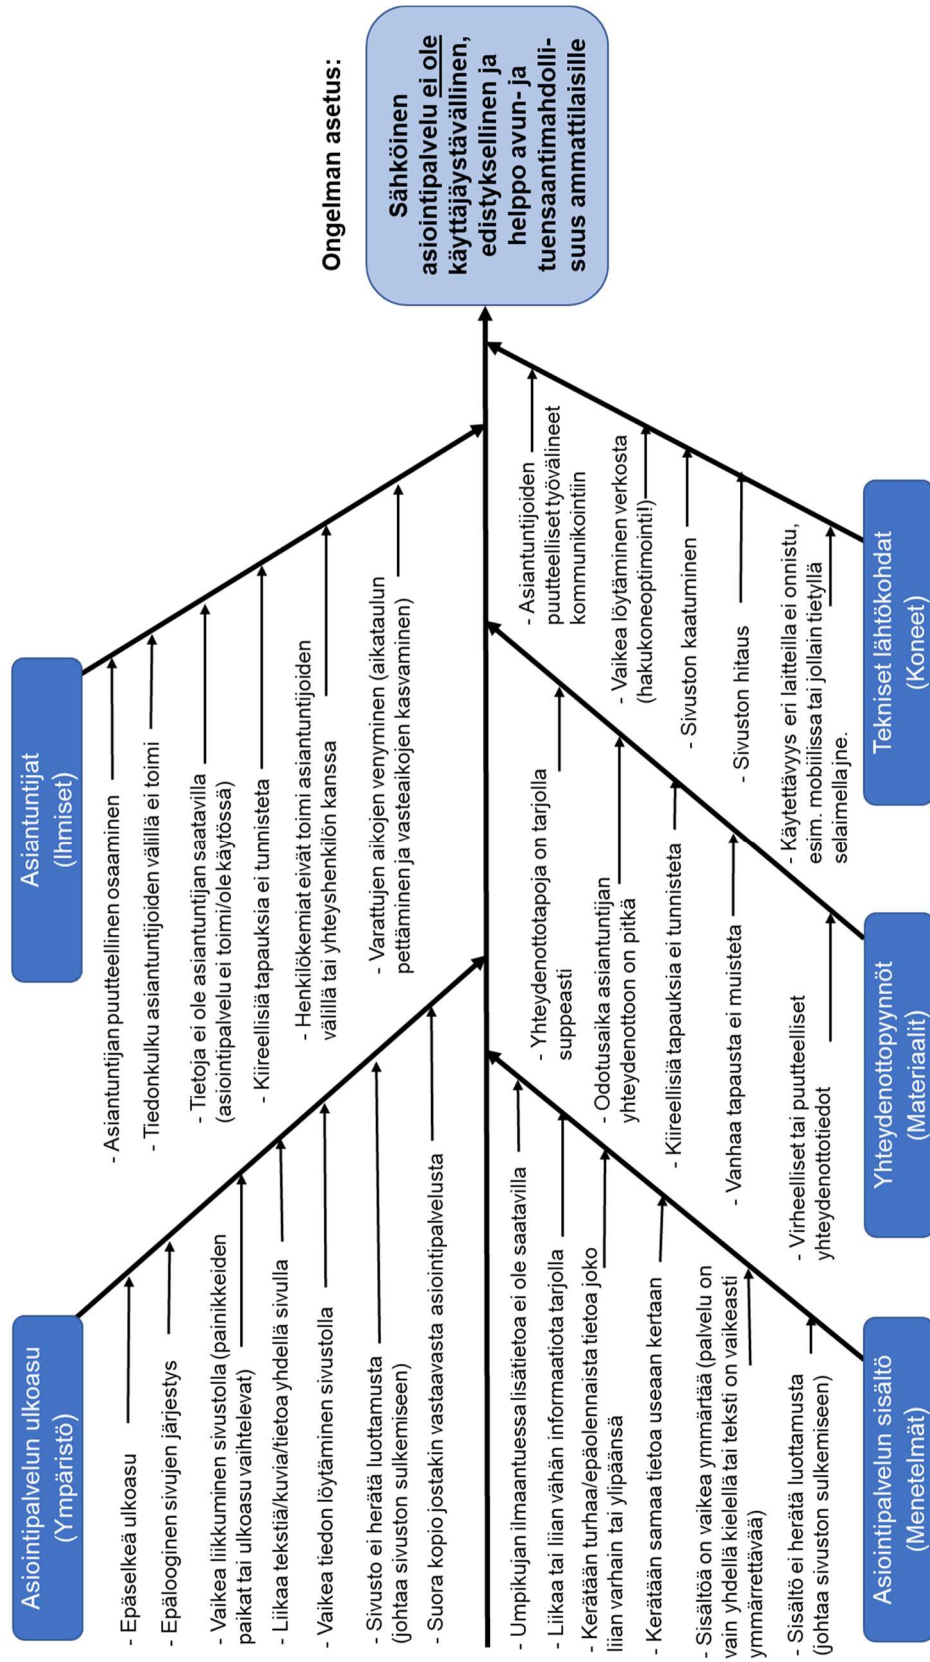 Asiointipalvelun ulkoasu
(Ympäristö)
- Epäselkeä ulkoasu
- Epälooginen sivujen järjestys
- Vaikea liikkuminen sivustolla (painikkeiden
paikat tai ulkoasu vaihtelevat)
- Liikaa tekstiä/kuvia/tietoa yhdellä sivulla
- Vaikea tiedon löytäminen sivustolla
- Sivusto ei herätä luottamusta
(johtaa sivuston sulkemiseen)
- Suora kopio jostakin vastaavasta asiointipalvelusta
Asiantuntijat
(Ihmiset)
- Asiantuntijan puutteellinen osaaminen
- Tiedonkulku asiantuntijoiden välillä ei toimi
- Tietoja ei ole asiantuntijan saatavilla
(asiointipalvelu ei toimi/ole käytössä)
- Kiireellisiä tapauksia ei tunnisteta
- Henkilökemiat eivät toimi asiantuntijoiden
välillä tai yhteyshenkilön kanssa
- Varattujen aikojen venyminen (aikataulun
pettäminen ja vasteaikojen kasvaminen)
Ongelman asetus:
Sähköinen
asiointipalvelu ei ole
käyttäjäystävällinen,
edistyksellinen ja
helppo avun- ja
tuensaantimahdolli-
suus ammattilaisille
- Umpikujan ilmaantuessa lisätietoa ei ole saatavilla
- Liikaa tai liian vähän informaatiota tarjolla
- Kerätään turhaa/epäolennaista tietoa joko
liian varhain tai ylipäänsä
- Kerätään samaa tietoa useaan kertaan
- Sisältöä on vaikea ymmärtää (palvelu on
vain yhdellä kielellä tai teksti on vaikeasti
ymmärrettävää)
- Sisältö ei herätä luottamusta
(johtaa sivuston sulkemiseen)
Asiointipalvelun sisältö
(Menetelmät)
- Yhteydenottotapoja on tarjolla
suppeasti
- Odotusaika asiantuntijan
yhteydenottoon on pitkä
- Kiireellisiä tapauksia ei tunnisteta
- Vanhaa tapausta ei muisteta
- Virheelliset tai puutteelliset
yhteydenottotiedot
Yhteydenottopyynnöt
(Materiaalit)
- Asiantuntijoiden
puutteelliset työvälineet
kommunikointiin
- Vaikea löytäminen verkosta
(hakukoneoptimointi!)
- Sivuston kaatuminen
- Sivuston hitaus
- Käytettävyys eri laitteilla ei onnistu,
esim. mobiilissa tai jollain tietyllä
selaimella jne.
Tekniset lähtökohdat
(Koneet)